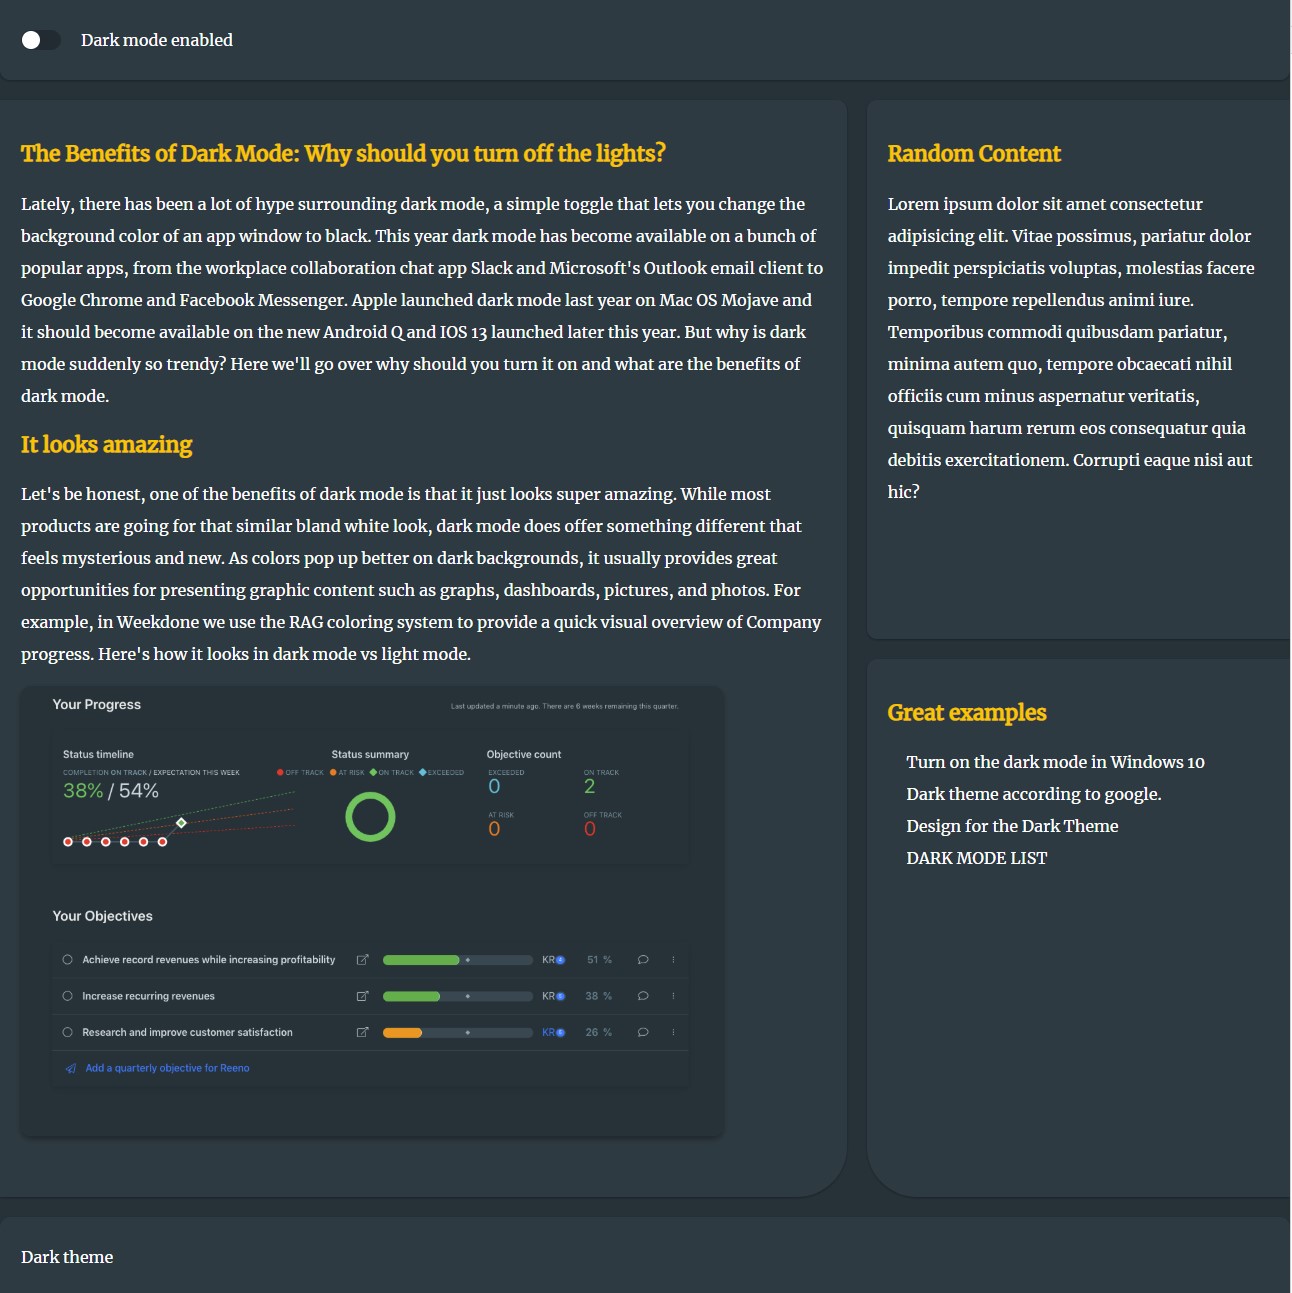 Dark mode enabled
The Benefits of Dark Mode: Why should you turn off the lights?
Lately, there has been a lot of hype surrounding dark mode, a simple toggle that lets you change the
background color of an app window to black. This year dark mode has become available on a bunch of
popular apps, from the workplace collaboration chat app Slack and Microsoft's Outlook email client to
Google Chrome and Facebook Messenger. Apple launched dark mode last year on Mac OS Mojave and
it should become available on the new Android Q and IOS 13 launched later this year. But why is dark
mode suddenly so trendy? Here we'll go over why should you turn it on and what are the benefits of
dark mode.
It looks amazing
Let's be honest, one of the benefits of dark mode is that it just looks super amazing. While most
products are going for that similar bland white look, dark mode does offer something different that
feels mysterious and new. As colors pop up better on dark backgrounds, it usually provides great
opportunities for presenting graphic content such as graphs, dashboards, pictures, and photos. For
example, in Weekdone we use the RAG coloring system to provide a quick visual overview of Company
progress. Here's how it looks in dark mode vs light mode.
Your Progress
Last updated a minute ago. There are 6 weeks remaining this quarter.
Status timeline
COMPLETION ON TRACK / EXPECTATION THIS WEEK
38% / 54%
OFF TRACK AT RISK ON TRACK EXCEEDED
Status summary
Objective count
EXCEEDED
0
ON TRACK
2
AT RISK
0
OFF TRACK
0
Your Objectives
Achieve record revenues while increasing profitability KR 51 %
Increase recurring revenues KR 38 %
Research and improve customer satisfaction KR 26 %
Add a quarterly objective for Reeno
Random Content
Lorem ipsum dolor sit amet consectetur
adipisicing elit. Vitae possimus, pariatur dolor
impedit perspiciatis voluptas, molestias facere
porro, tempore repellendus animi iure.
Temporibus commodi quibusdam pariatur,
minima autem quo, tempore obcaecati nihil
officiis cum minus aspernatur veritatis,
quisquam harum rerum eos consequatur quia
debitis exercitationem. Corrupti eaque nisi aut
hic?
Great examples
Turn on the dark mode in Windows 10
Dark theme according to google.
Design for the Dark Theme
DARK MODE LIST
Dark theme